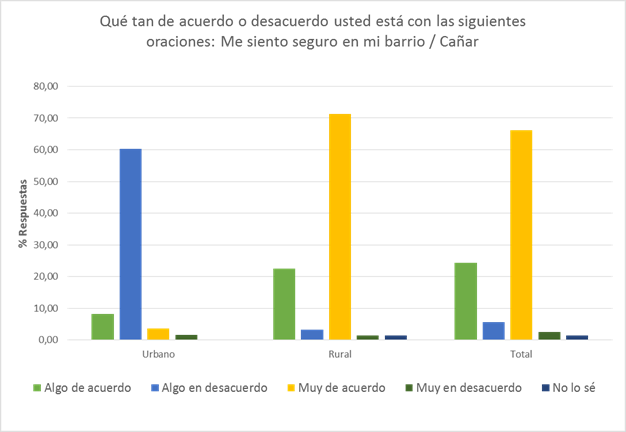 Qué tan de acuerdo o desacuerdo usted está con las siguientes
oraciones: Me siento seguro en mi barrio / Cañar
80,00
70,00
60,00
50,00
40,00
30,00
20,00
10,00
0,00
% Respuestas
Urbano Rural Total
Algo de acuerdo Algo en desacuerdo Muy de acuerdo Muy en desacuerdo No lo sé